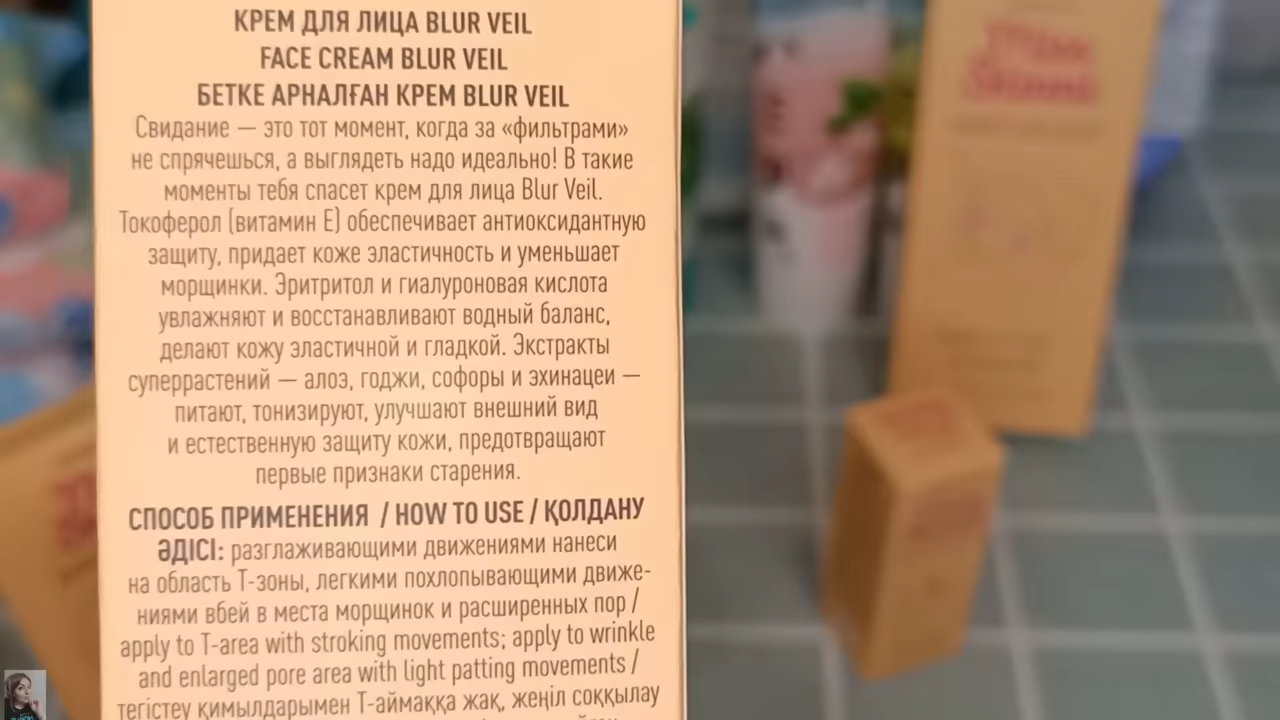 КРЕМ ДЛЯ ЛИЦА BLUR VEIL
FACE CREAM BLUR VEIL
БЕТКЕ АРНАЛҒАН КРЕМ BLUR VEIL
Свидание — это тот момент, когда за «фильтрами»
не спрячешься, а выглядеть надо идеально! В такие
моменты тебя спасет крем для лица Blur Veil.
Токоферол (витамин Е) обеспечивает антиоксидантную
защиту, придает коже эластичность и уменьшает
морщинки. Эритритол и гиалуроновая кислота
увлажняют и восстанавливают водный баланс,
делают кожу эластичной и гладкой. Экстракты
суперрастений — алоэ, годжи, софоры и эхинацеи —
питают, тонизируют, улучшают внешний вид
и естественную защиту кожи, предотвращают
первые признаки старения.
СПОСОБ ПРИМЕНЕНИЯ / HOW TO USE / ҚОЛДАНУ
ӘДІСІ: разглаживающими движениями нанеси
на область Т-зоны, легкими похлопывающими движе-
ниями вбей в места морщинок и расширенных пор /
apply to T-area with stroking movements; apply to wrinkle
and enlarged pore area with light patting movements /
тегістеу қимылдарымен Т-аймаққа жақ, жеңіл соққылау